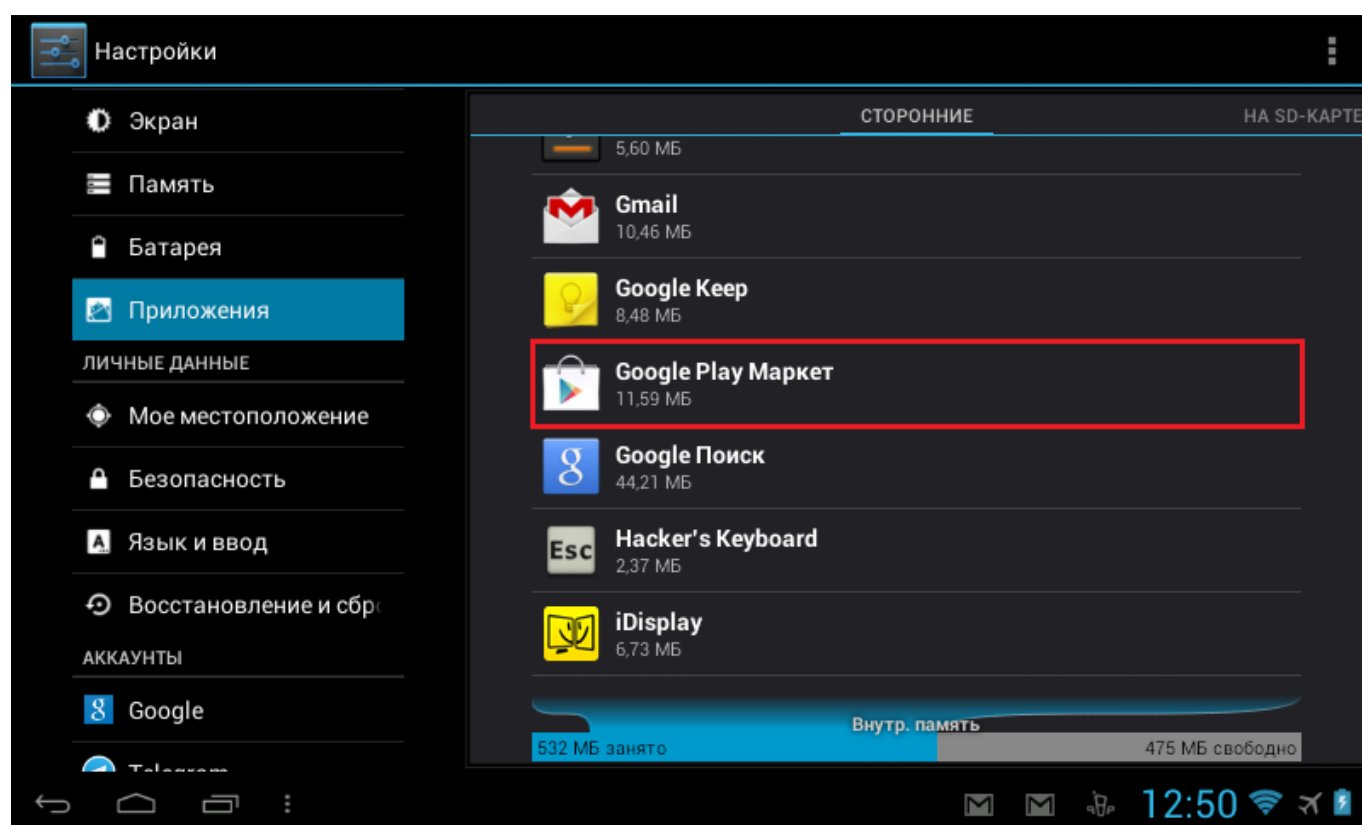 Настройки
Экран
Память
Батарея
Приложения
ЛИЧНЫЕ ДАННЫЕ
Мое местоположение
Безопасность
Язык и ввод
Восстановление и сбр
АККАУНТЫ
Google
Telegram
СТОРОННИЕ
НА SD-КАРТЕ
5,60 МБ
Gmail
10,46 МБ
Google Keep
8,48 МБ
Google Play Маркет
11,59 МБ
Google Поиск
44,21 МБ
Esc
Hacker's Keyboard
2,37 МБ
iDisplay
6,73 МБ
Внутр. память
532 МБ занято
475 МБ свободно
12:50